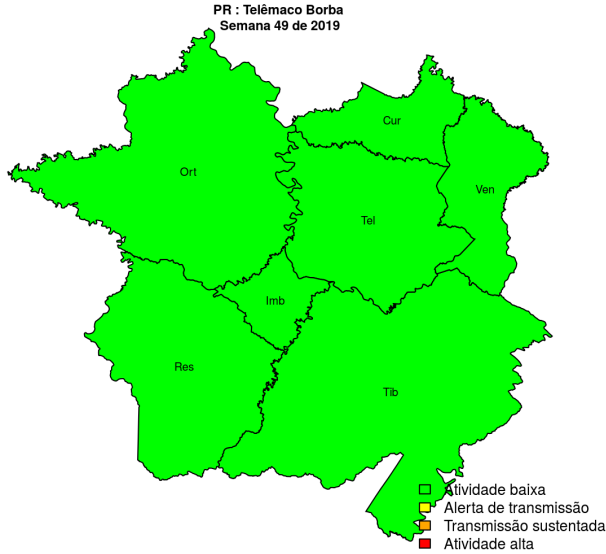 PR : Telêmaco Borba
Semana 49 de 2019
Cur
Ort
Ven
Tel
Imb
Res
Tib
Atividade baixa
Alerta de transmissão
Transmissão sustentada
Atividade alta